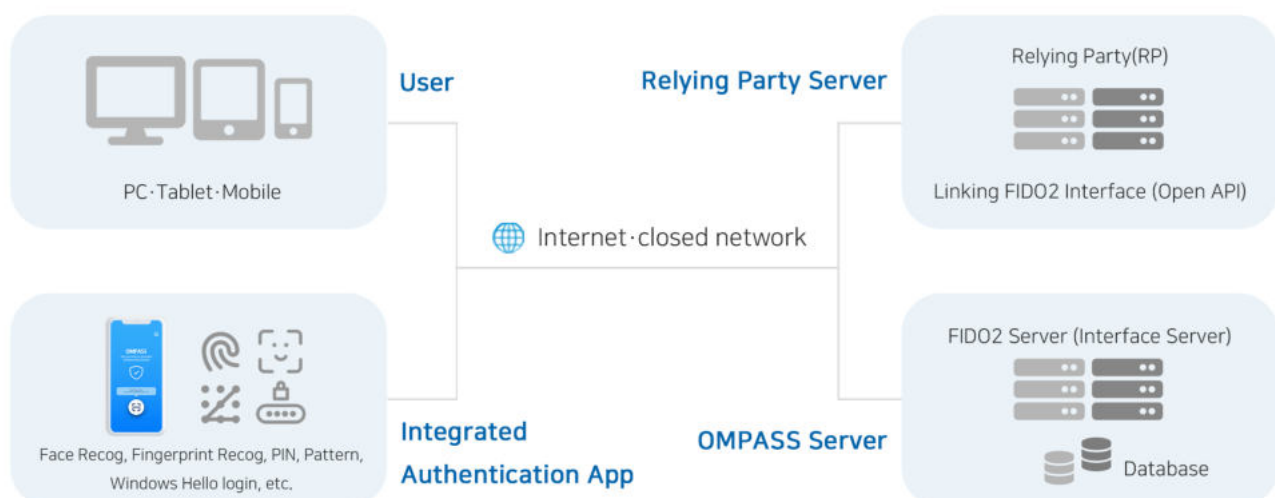 User
PC·Tablet·Mobile
Relying Party Server
Relying Party(RP)
Linking FIDO2 Interface (Open API)
Internet·closed network
OMPASS
Face Recog, Fingerprint Recog, PIN, Pattern,
Windows Hello login, etc.
Integrated
Authentication App
OMPASS Server
FIDO2 Server (Interface Server)
Database